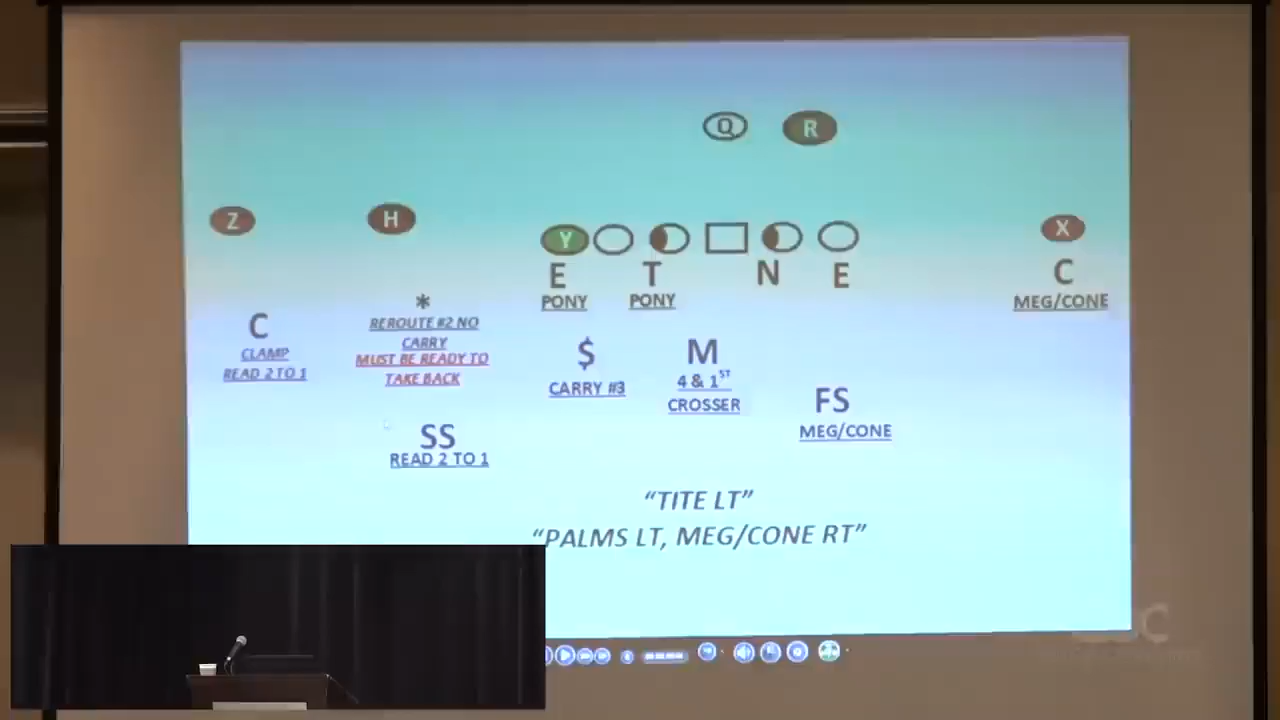 Q R
Z H Y X
E T N E C
PONY PONY MEG/CONE
* 
REROUTE #2 NO
CARRY
MUST BE READY TO
TAKE BACK
C
CLAMP
READ 2 TO 1
$
CARRY #3
M
4 & 1ST
CROSSER
FS
MEG/CONE
SS
READ 2 TO 1
“TITE LT”
“PALMS LT, MEG/CONE RT”